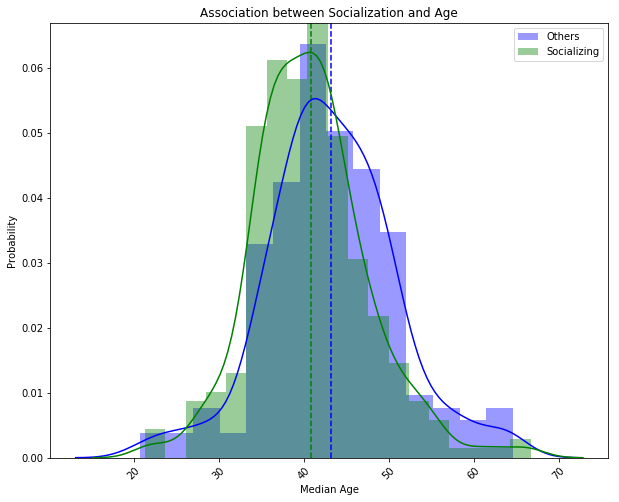 Association between Socialization and Age
Others
Socializing
Probability
0.06
0.05
0.04
0.03
0.02
0.01
0.00
20
30
40
50
60
70
Median Age